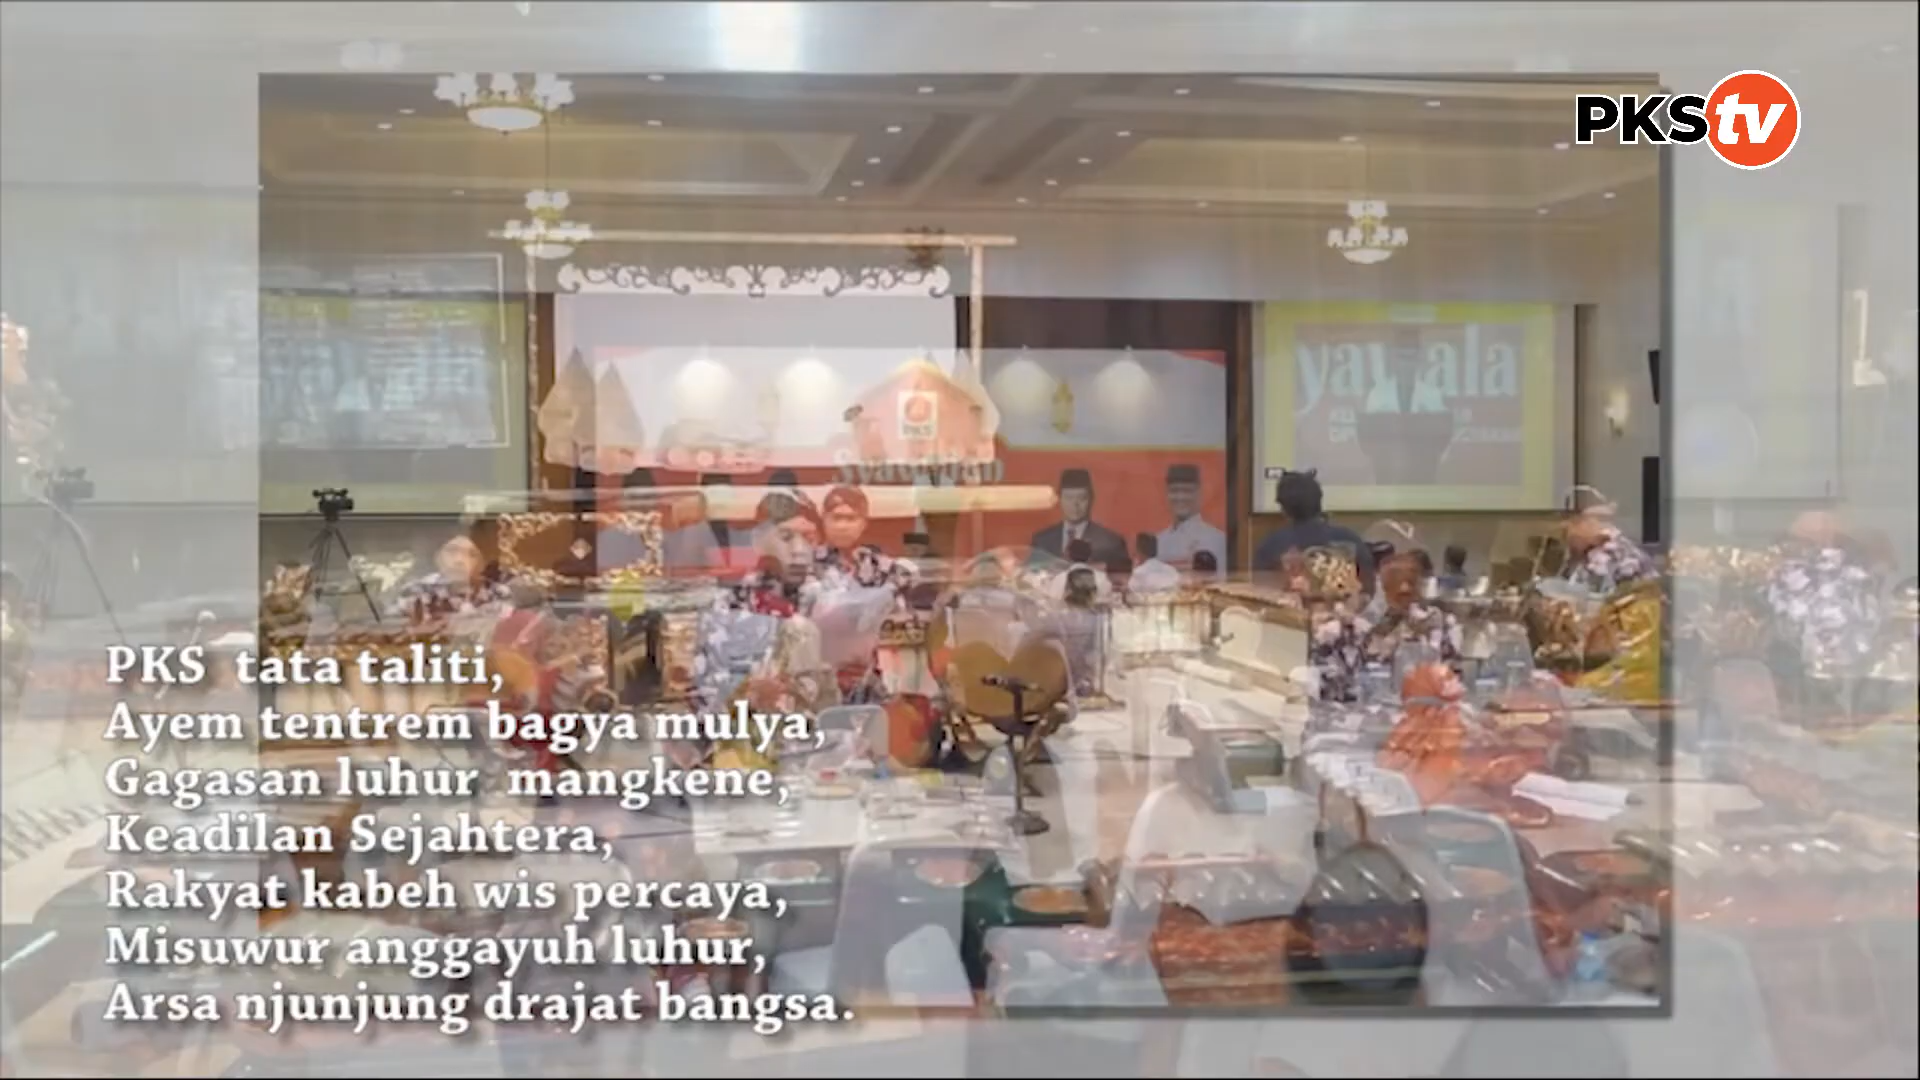 PKStv
PKS
PKS  tata taliti,
Ayem tentrem bagya mulya,
Gagasan luhur  mangkene,
Keadilan Sejahtera,
Rakyat kabeh wis percaya,
Misuwur anggayuh luhur,
Arsa njunjung drajat bangsa.